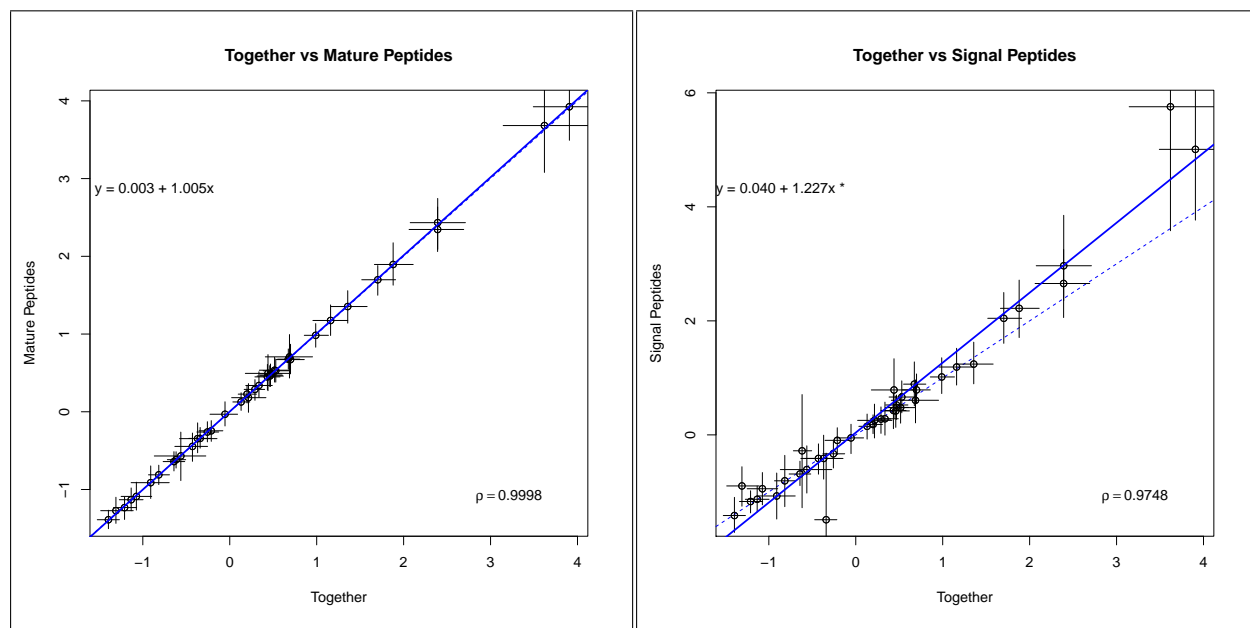 Together vs Mature Peptides
Mature Peptides
4
3
2
1
0
−1
y = 0.003 + 1.005x
ρ = 0.9998
−1 0 1 2 3 4
Together
Together vs Signal Peptides
Signal Peptides
6
4
2
0
y = 0.040 + 1.227x *
ρ = 0.9748
−1 0 1 2 3 4
Together